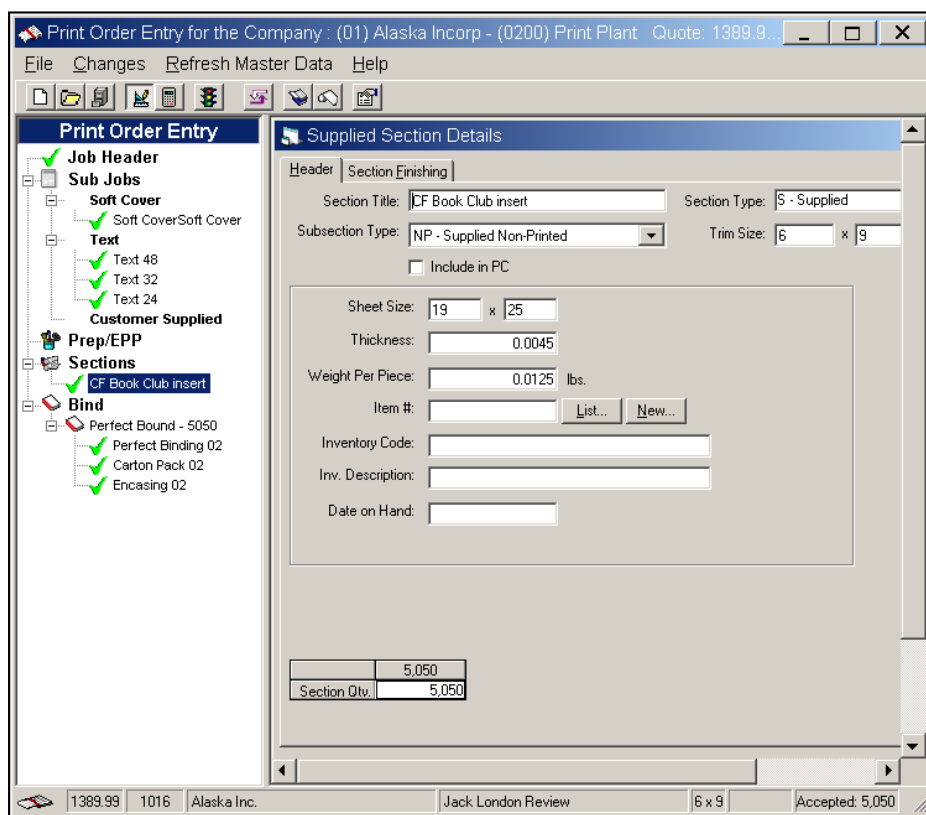 Print Order Entry for the Company : (01) Alaska Incorp - (0200) Print Plant Quote: 1389.9...
File Changes Refresh Master Data Help
Print Order Entry
Job Header
Sub Jobs
Soft Cover
Soft CoverSoft Cover
Text
Text 48
Text 32
Text 24
Customer Supplied
Prep/EPP
Sections
CF Book Club insert
Bind
Perfect Bound - 5050
Perfect Binding 02
Carton Pack 02
Encasing 02
Supplied Section Details
Header Section Finishing
Section Title: CF Book Club insert Section Type: S - Supplied
Subsection Type: NP - Supplied Non-Printed Trim Size: 6 x 9
Include in PC
Sheet Size: 19 x 25
Thickness: 0.0045
Weight Per Piece: 0.0125 lbs.
Item #: List... New...
Inventory Code:
Inv. Description:
Date on Hand:
5,050
Section Qty. 5,050
1389.99 1016 Alaska Inc. Jack London Review 6 x 9 Accepted: 5,050